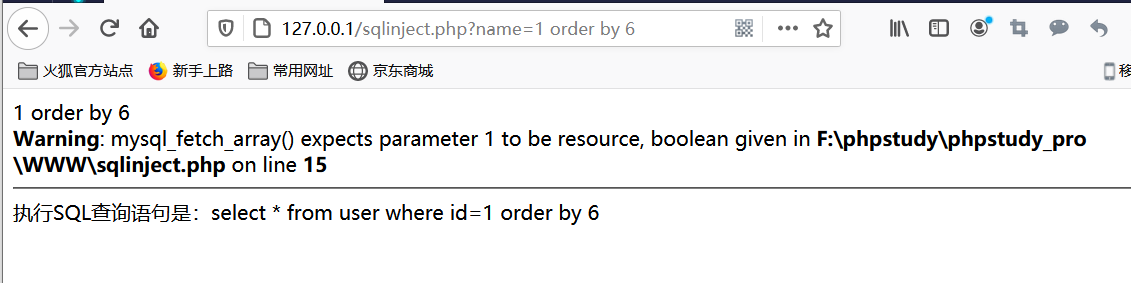 127.0.0.1/sqlinject.php?name=1 order by 6
火狐官方站点 新手上路 常用网址 京东商城 移
1 order by 6
Warning: mysql_fetch_array() expects parameter 1 to be resource, boolean given in F:\phpstudy\phpstudy_pro
\WWW\sqlinject.php on line 15
执行SQL查询语句是：select * from user where id=1 order by 6